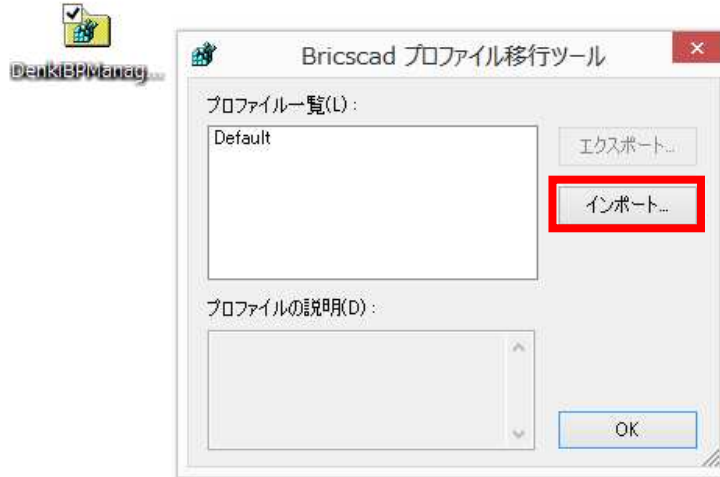 DenkiBPManag...
Bricscad プロファイル移行ツール
プロファイル一覧(L) :
Default
エクスポート...
インポート...
プロファイルの説明(D) :
OK